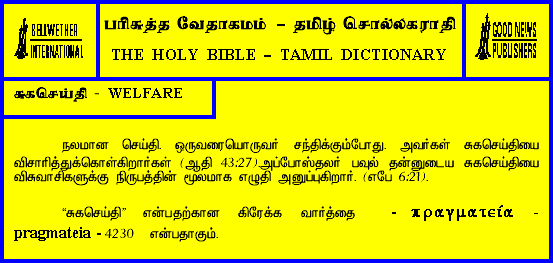 BELLWETHER
INTERNATIONAL
பரிசுத்த வேதாகமம் – தமிழ் சொல்லகராதி
THE HOLY BIBLE – TAMIL DICTIONARY
GOOD NEWS
PUBLISHERS
சுகசெய்தி - WELFARE
நலமான செய்தி. ஒருவரையொருவர் சந்திக்கும்போது. அவர்கள் சுகசெய்தியை
விசாரித்துக்கொள்கிறார்கள் (ஆதி 43:27)அப்போஸ்தலர் பவுல் தன்னுடைய சுகசெய்தியை
விசுவாசிகளுக்கு நிருபத்தின் மூலமாக எழுதி அனுப்புகிறார். (எபே 6:21).
“சுகசெய்தி” என்பதற்கான கிரேக்க வார்த்தை - πραγματεία -
pragmateia - 4230 என்பதாகும்.